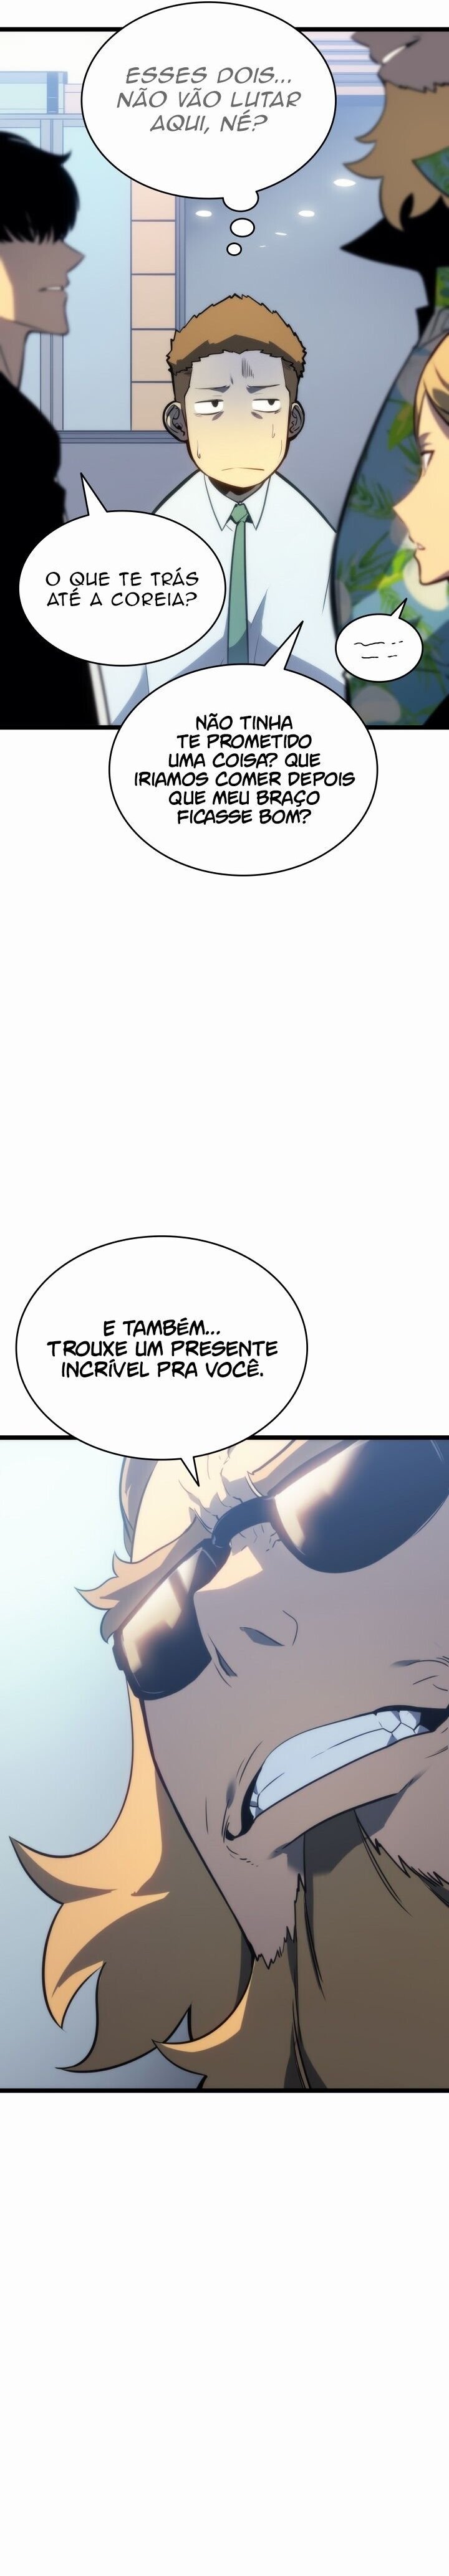 ESSES DOIS...
NÃO VÃO LUTAR
AQUI, NÉ?
O QUE TE TRÁS
ATÉ A COREIA?
NÃO TINHA
TE PROMETIDO
UMA COISA? QUE
IRIAMOS COMER DEPOIS
QUE MEU BRAÇO
FICASSE BOM?
E TAMBÉM...
TROUXE UM PRESENTE
INCRÍVEL PRA VOCÊ.